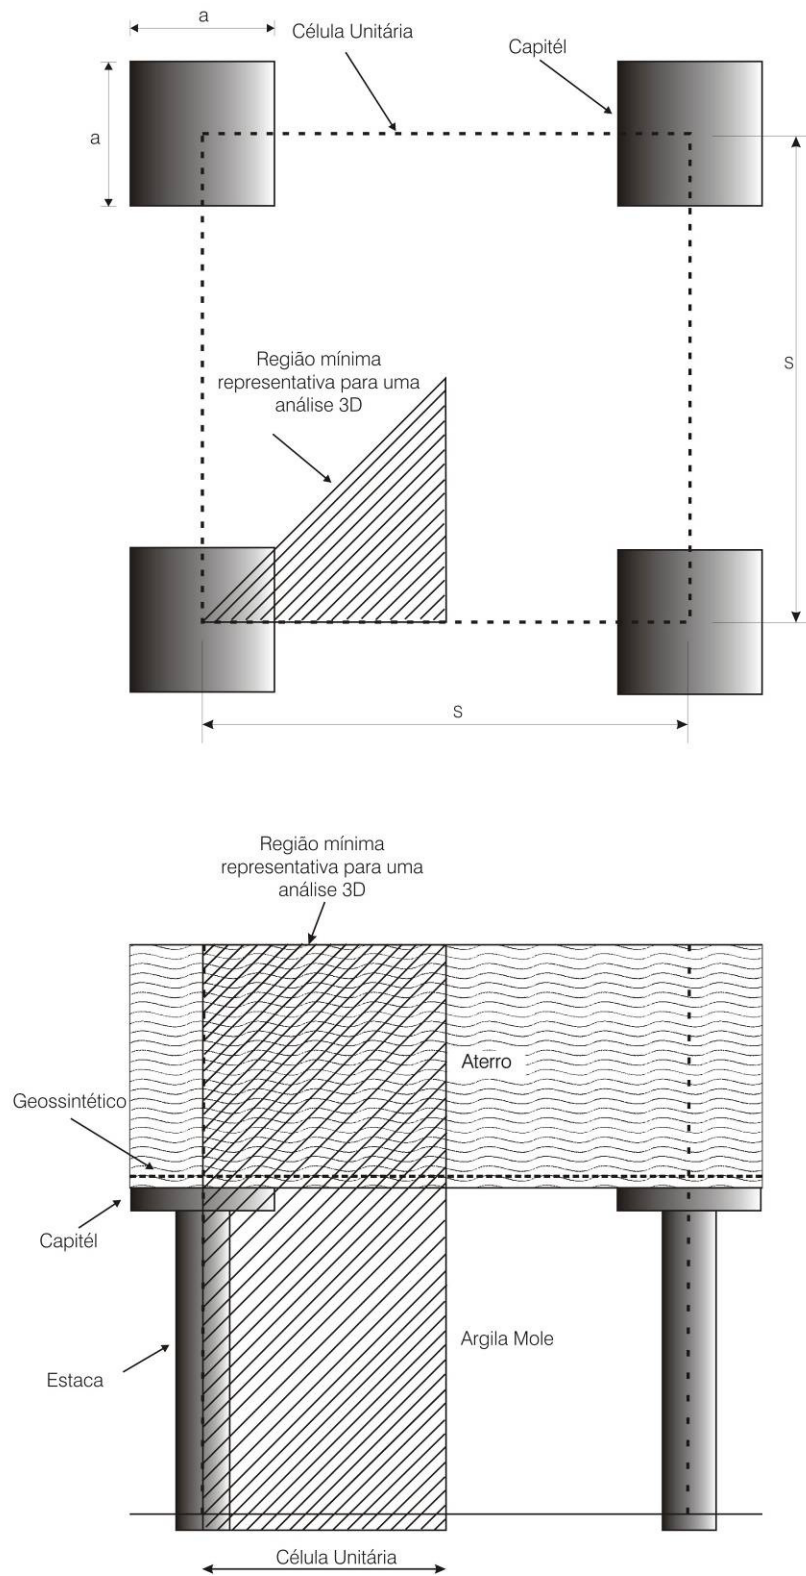 a
Célula Unitária
Capitél
a
Região mínima
representativa para uma
análise 3D
S
S
Região mínima
representativa para uma
análise 3D
Aterro
Geossintético
Capitél
Argila Mole
Estaca
Célula Unitária